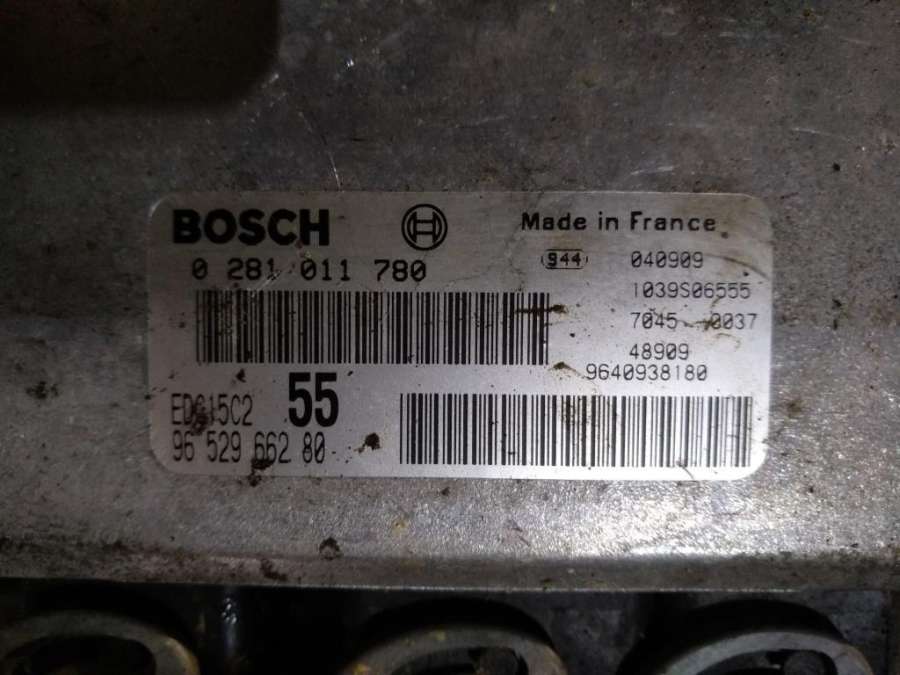 BOSCH
Made in France
0 281 011 780
944
040909
1039S06555
7045 0037
48909
9640938180
EDC15C2
55
96 529 662 80